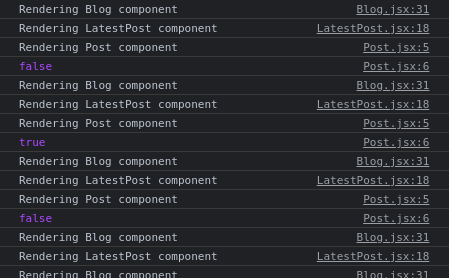 Rendering Blog component Blog.jsx:31
Rendering LatestPost component LatestPost.jsx:18
Rendering Post component Post.jsx:5
false Post.jsx:6
Rendering Blog component Blog.jsx:31
Rendering LatestPost component LatestPost.jsx:18
Rendering Post component Post.jsx:5
true Post.jsx:6
Rendering Blog component Blog.jsx:31
Rendering LatestPost component LatestPost.jsx:18
Rendering Post component Post.jsx:5
false Post.jsx:6
Rendering Blog component Blog.jsx:31
Rendering LatestPost component LatestPost.jsx:18
Rendering Blog component Blog.jsx:31